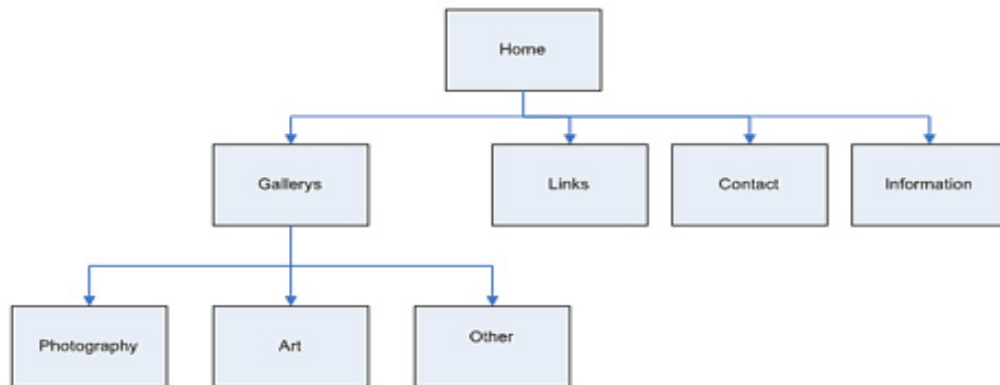 Home
Gallerys
Links
Contact
Information
Photography
Art
Other